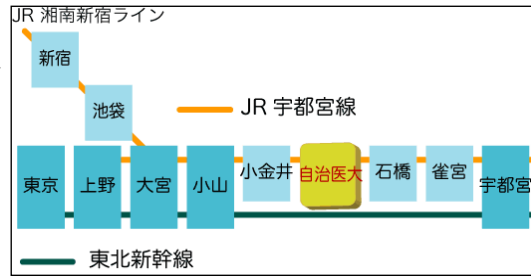 JR 湘南新宿ライン
新宿
池袋
JR 宇都宮線
東京 上野 大宮 小山 小金井 自治医大 石橋 雀宮 宇都宮
東北新幹線